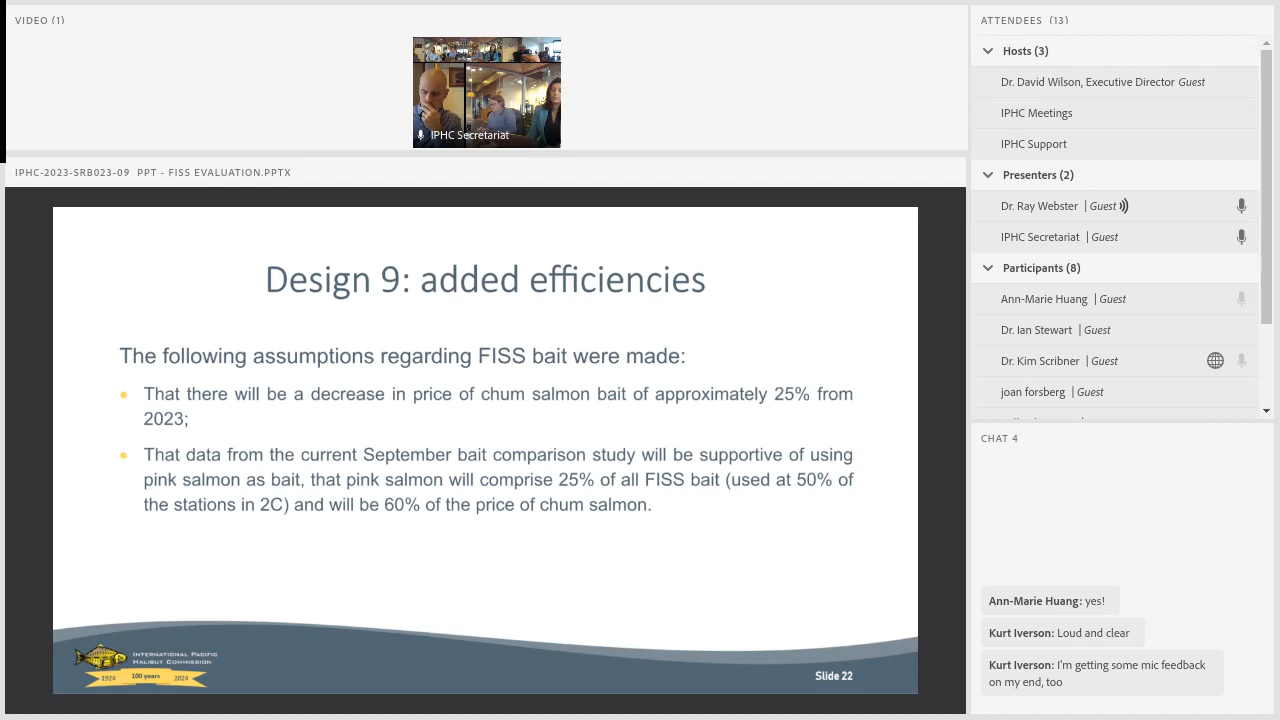 VIDEO (1)
IPHC Secretariat
IPHC-2023-SRB023-09 PPT - FISS EVALUATION.PPTX
Design 9: added efficiencies
The following assumptions regarding FISS bait were made:
That there will be a decrease in price of chum salmon bait of approximately 25% from
2023;
That data from the current September bait comparison study will be supportive of using
pink salmon as bait, that pink salmon will comprise 25% of all FISS bait (used at 50% of
the stations in 2C) and will be 60% of the price of chum salmon.
INTERNATIONAL PACIFIC
HALIBUT COMMISSION
1924 100 years 2024
Slide 22
ATTENDEES (13)
Hosts (3)
Dr. David Wilson, Executive Director Guest
IPHC Meetings
IPHC Support
Presenters (2)
Dr. Ray Webster | Guest
IPHC Secretariat | Guest
Participants (8)
Ann-Marie Huang | Guest
Dr. Ian Stewart | Guest
Dr. Kim Scribner | Guest
joan forsberg | Guest
CHAT 4
Ann-Marie Huang: yes!
Kurt Iverson: Loud and clear
Kurt Iverson: I'm getting some mic feedback
on my end, too